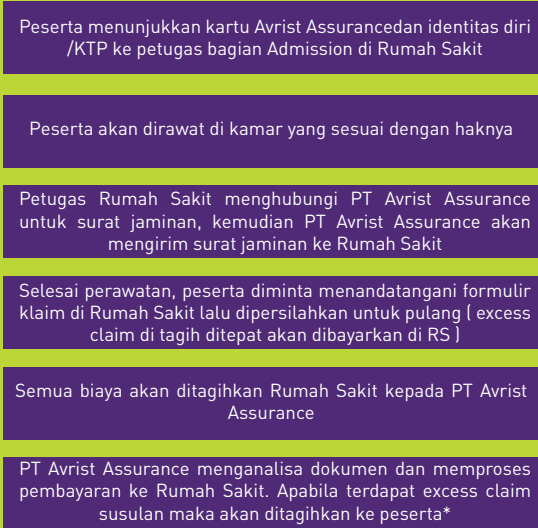 Peserta menunjukkan kartu Avrist Assurancedan identitas diri
/KTP ke petugas bagian Admission di Rumah Sakit
Peserta akan dirawat di kamar yang sesuai dengan haknya
Petugas Rumah Sakit menghubungi PT Avrist Assurance
untuk surat jaminan, kemudian PT Avrist Assurance akan
mengirim surat jaminan ke Rumah Sakit
Selesai perawatan, peserta diminta menandatangani formulir
klaim di Rumah Sakit lalu dipersilahkan untuk pulang ( excess
claim di tagih ditepat akan dibayarkan di RS )
Semua biaya akan ditagihkan Rumah Sakit kepada PT Avrist
Assurance
PT Avrist Assurance menganalisa dokumen dan memproses
pembayaran ke Rumah Sakit. Apabila terdapat excess claim
susulan maka akan ditagihkan ke peserta*